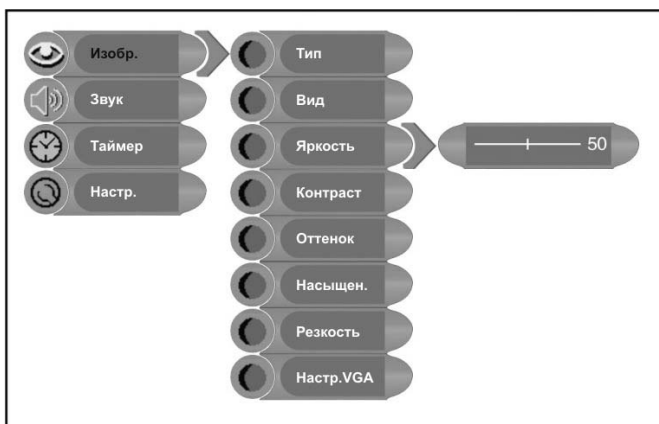 Изобр.
Звук
Таймер
Настр.
Тип
Вид
Яркость
Контраст
Оттенок
Насыщен.
Резкость
Настр.VGA
50